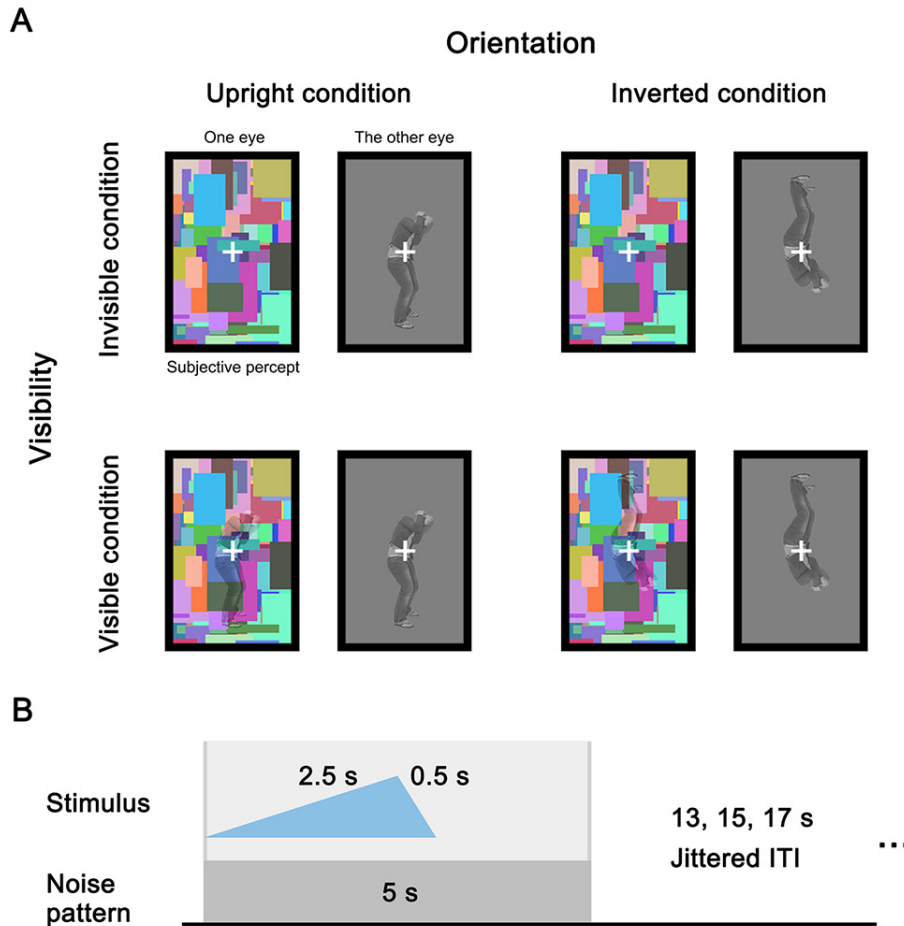 A
Orientation
Upright condition
Inverted condition
One eye
The other eye
Visibility
Invisible condition
Subjective percept
Visible condition
B
Stimulus
2.5 s
0.5 s
13, 15, 17 s
Jittered ITI
...
Noise
pattern
5 s